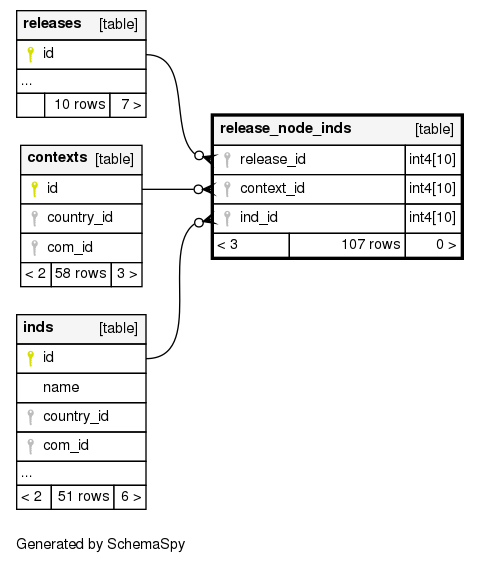 releases [table]
id
...
10 rows 7 >
contexts [table]
id
country_id
com_id
< 2 58 rows 3 >
inds [table]
id
name
country_id
com_id
...
< 2 51 rows 6 >
release_node_inds [table]
release_id int4[10]
context_id int4[10]
ind_id int4[10]
< 3 107 rows 0 >
Generated by SchemaSpy